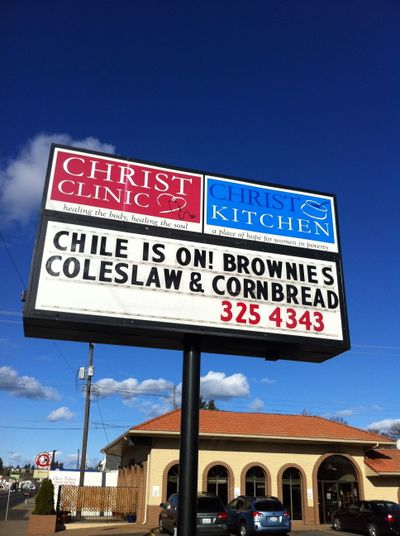 CHRIST
CLINIC
healing the body, healing the soul
CHRIST
KITCHEN
a place of hope for women in poverty
CHILE IS ON! BROWNIES
COLESLAW & CORNBREAD
325 4343